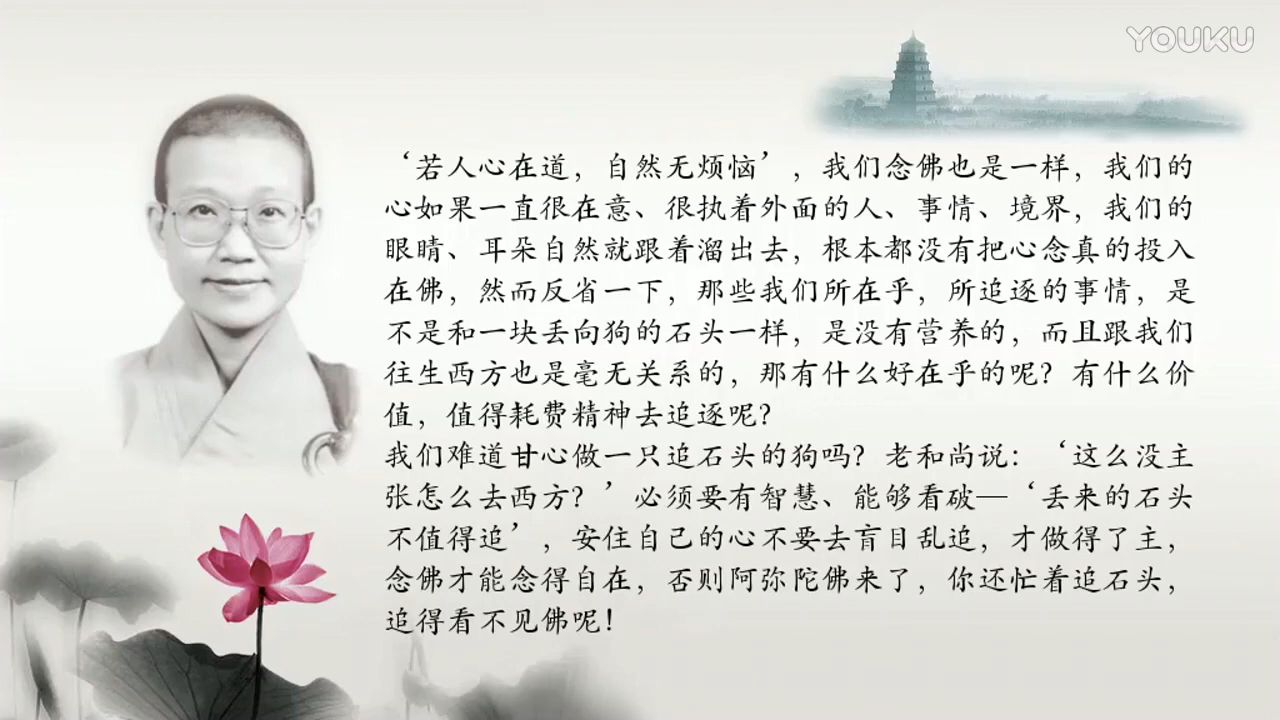 YOUKU
‘若人心在道，自然无烦恼’，我们念佛也是一样，我们的
心如果一直很在意、很执着外面的人、事情、境界，我们的
眼睛、耳朵自然就跟着溜出去，根本都没有把心念真的投入
在佛，然而反省一下，那些我们所在乎，所追逐的事情，是
不是和一块丢向狗的石头一样，是没有营养的，而且跟我们
往生西方也是毫无关系的，那有什么好在乎的呢？有什么价
值，值得耗费精神去追逐呢？
我们难道甘心做一只追石头的狗吗？老和尚说：‘这么没主
张怎么去西方？’必须要有智慧、能够看破—‘丢来的石头
不值得追’，安住自己的心不要去盲目乱追，才做得了主，
念佛才能念得自在，否则阿弥陀佛来了，你还忙着追石头，
追得看不见佛呢！